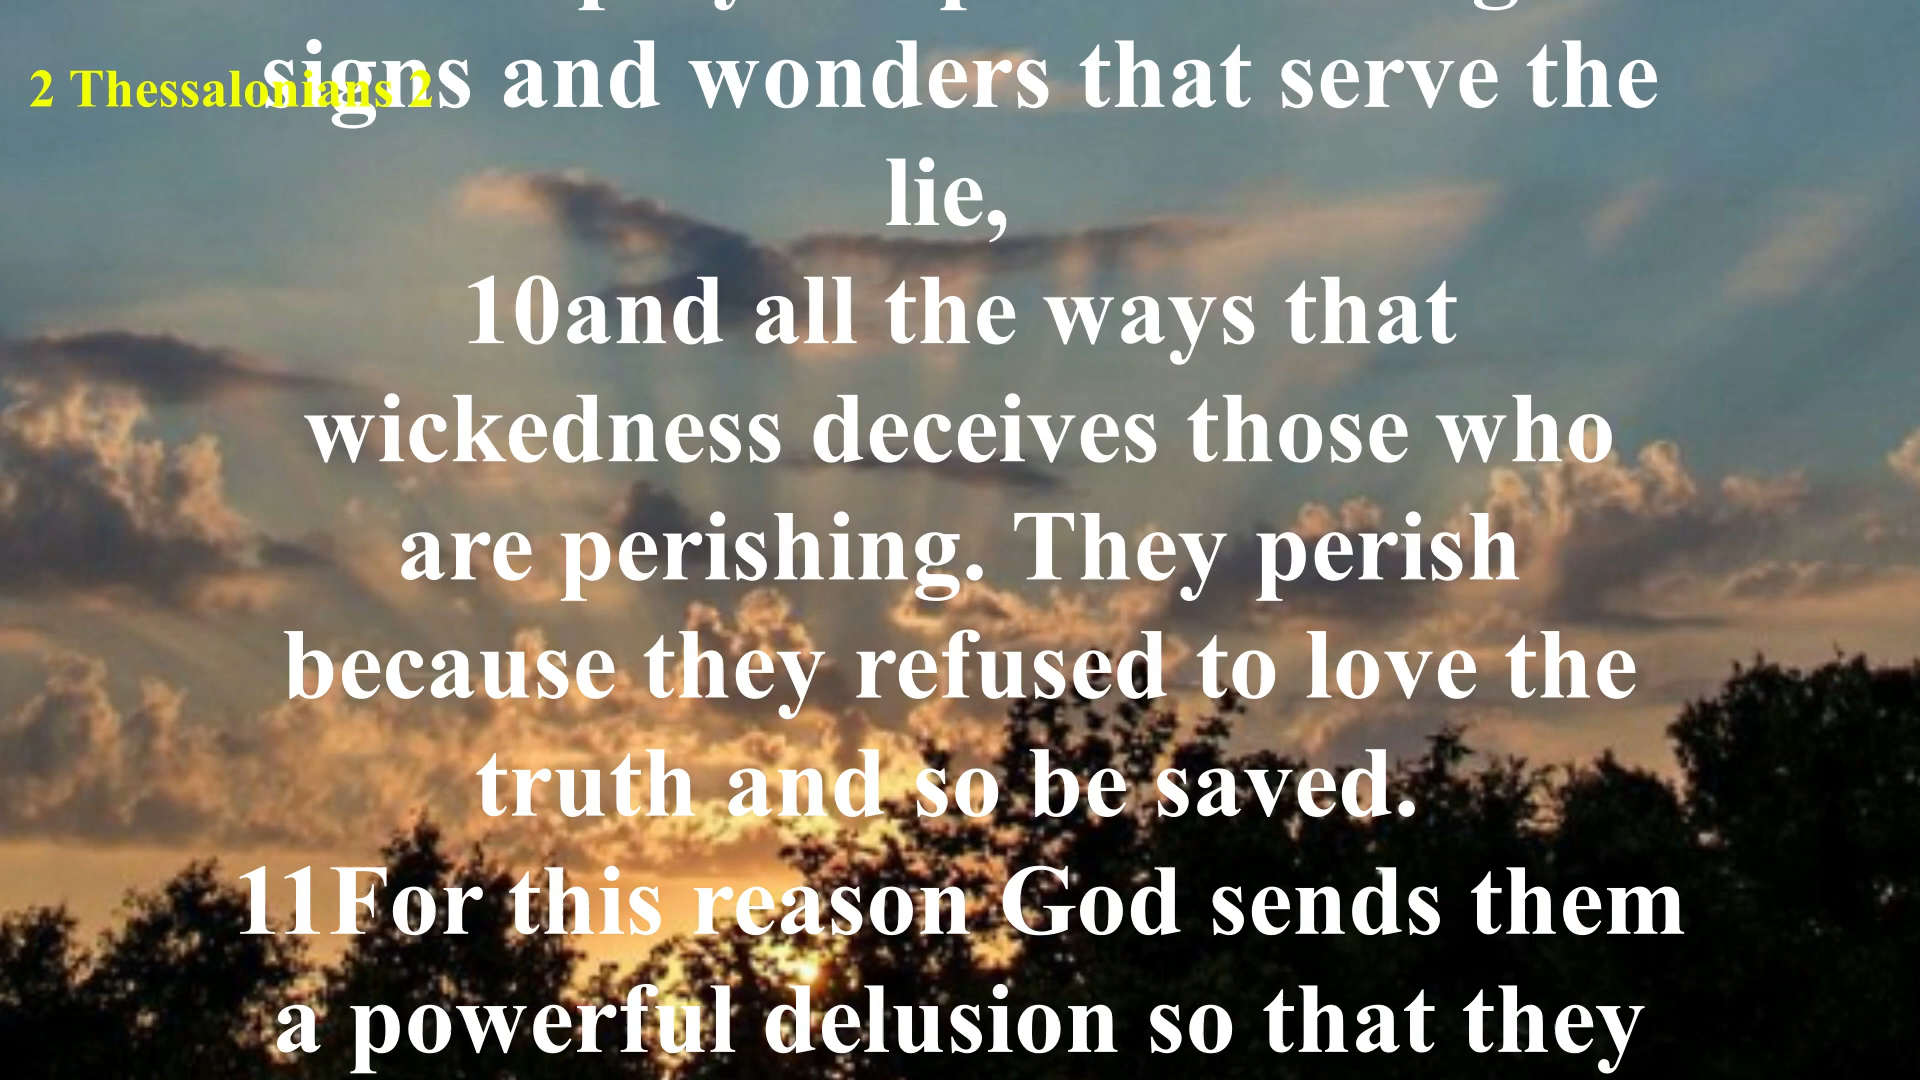 2 Thessalonians 2
signs and wonders that serve the
lie,
10and all the ways that
wickedness deceives those who
are perishing. They perish
because they refused to love the
truth and so be saved.
11For this reason God sends them
a powerful delusion so that they